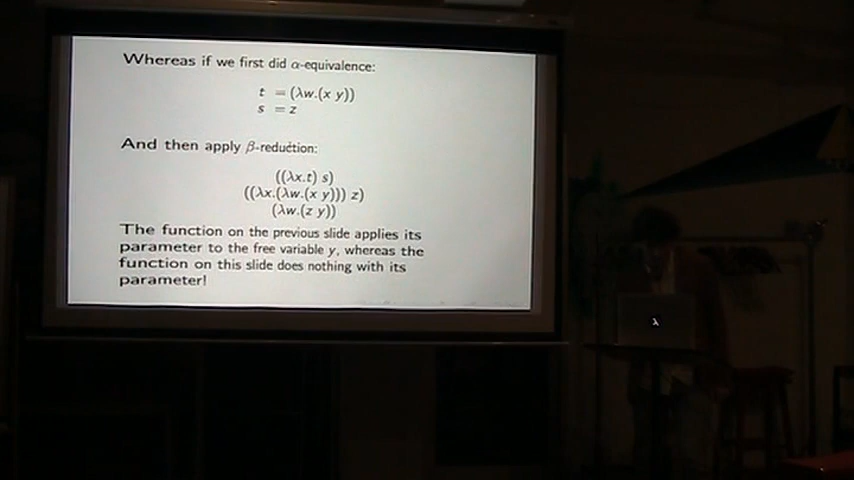 Whereas if we first did α-equivalence:
t = (λw.(x y))
s = z
And then apply β-reduction:
((λx.t) s)
((λx.(λw.(x y))) z)
(λw.(z y))
The function on the previous slide applies its
parameter to the free variable y, whereas the
function on this slide does nothing with its
parameter!
λ